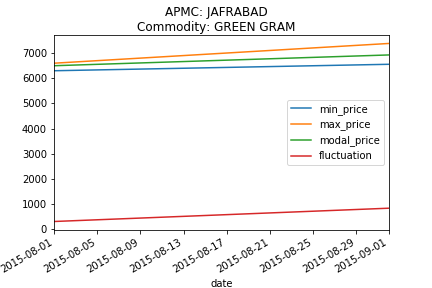 APMC: JAFRABAD
Commodity: GREEN GRAM
7000
6000
5000
4000
3000
2000
1000
0
min_price
max_price
modal_price
fluctuation
2015-08-01
2015-08-05
2015-08-09
2015-08-13
2015-08-17
2015-08-21
2015-08-25
2015-08-29
2015-09-01
date